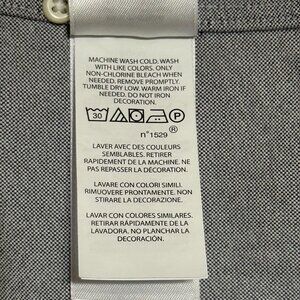 MACHINE WASH COLD. WASH
WITH LIKE COLORS. ONLY
NON-CHLORINE BLEACH WHEN
NEEDED. REMOVE PROMPTLY.
TUMBLE DRY LOW. WARM IRON IF
NEEDED. DO NOT IRON
DECORATION.
30 P
n°1529 ®
LAVER AVEC DES COULEURS
SEMBLABLES. RETIRER
RAPIDEMENT DE LA MACHINE. NE
PAS REPASSER LA DÉCORATION.
LAVARE CON COLORI SIMILI.
RIMUOVERE SUBITO. NON
STIRARE LA DECORAZIONE.
LAVAR CON COLORES SIMILARES.
RETIRAR RÁPIDAMENTE DE LA
LAVADORA. NO PLANCHAR LA
DECORACIÓN.